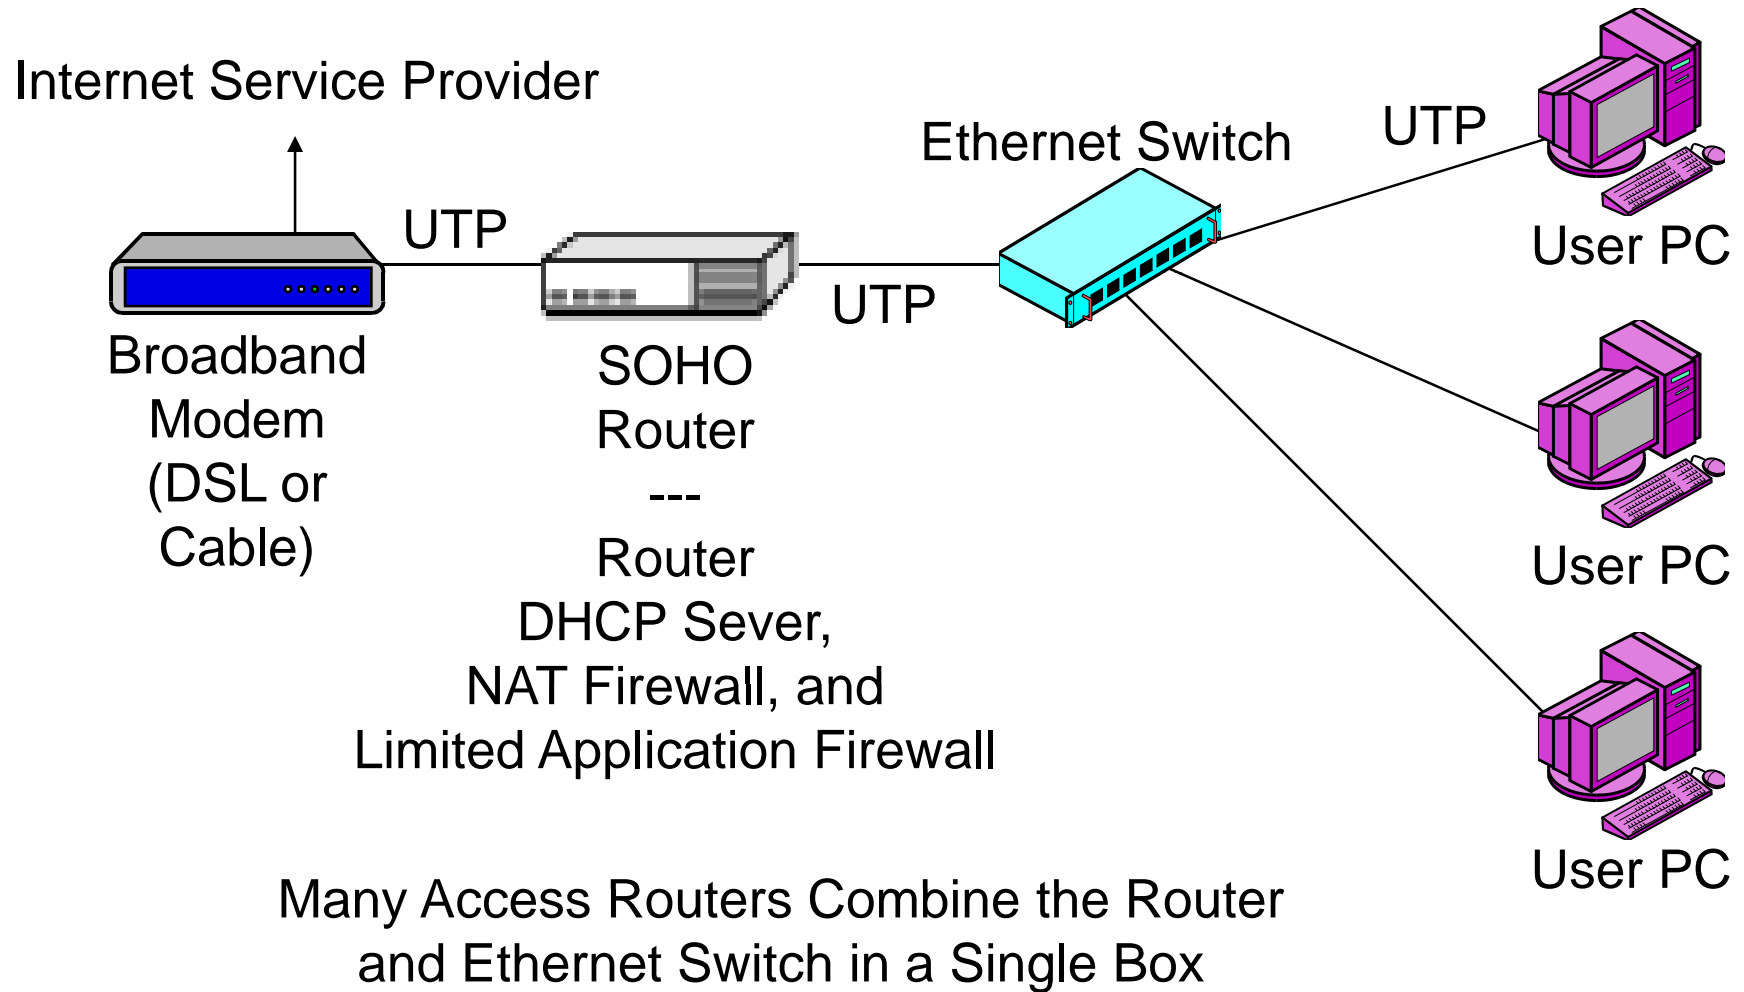 Internet Service Provider
UTP
Ethernet Switch
UTP
User PC
UTP
Broadband
Modem
(DSL or
Cable)
SOHO
Router
---
Router
DHCP Sever,
NAT Firewall, and
Limited Application Firewall
User PC
User PC
Many Access Routers Combine the Router
and Ethernet Switch in a Single Box